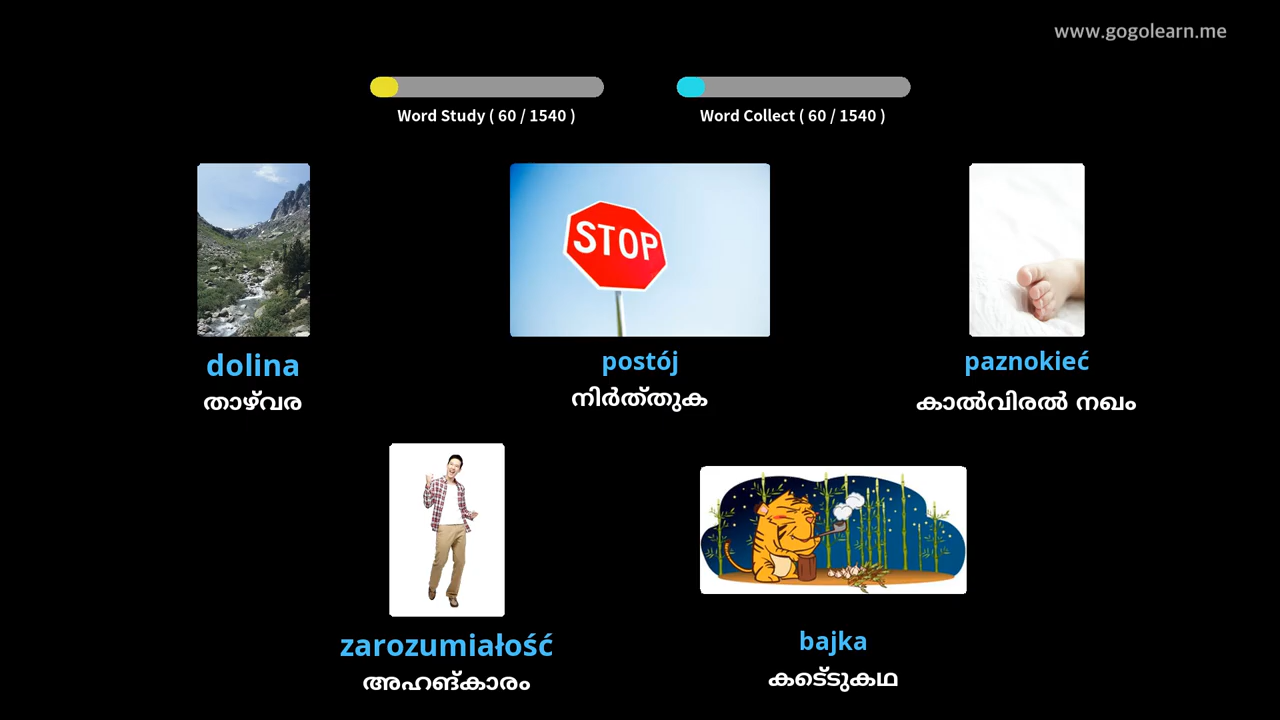 www.gogolearn.me
Word Study ( 60 / 1540 )
Word Collect ( 60 / 1540 )
STOP
dolina
താഴ്വര
postój
നിർത്തുക
paznokieć
കാൽവിരൽ നഖം
zarozumiałość
അഹങ്കാരം
bajka
കെട്ടുകഥ